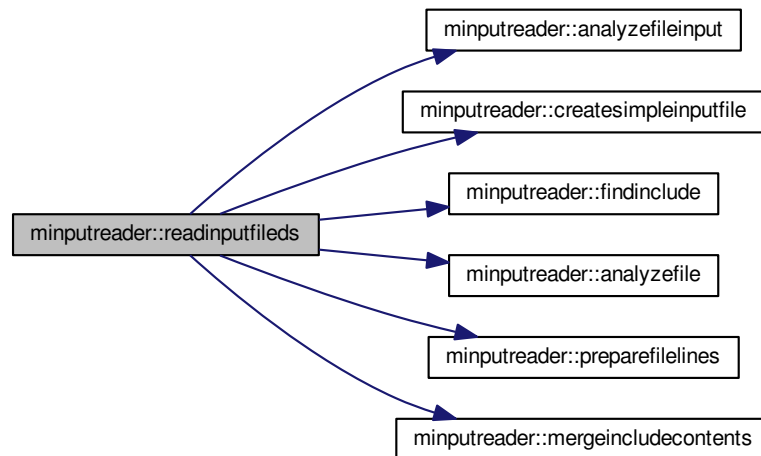 minputreader::analyzefileinput
minputreader::createsimpleinputfile
minputreader::findinclude
minputreader::readinputfileds
minputreader::analyzefile
minputreader::preparefilelines
minputreader::mergeincludecontents